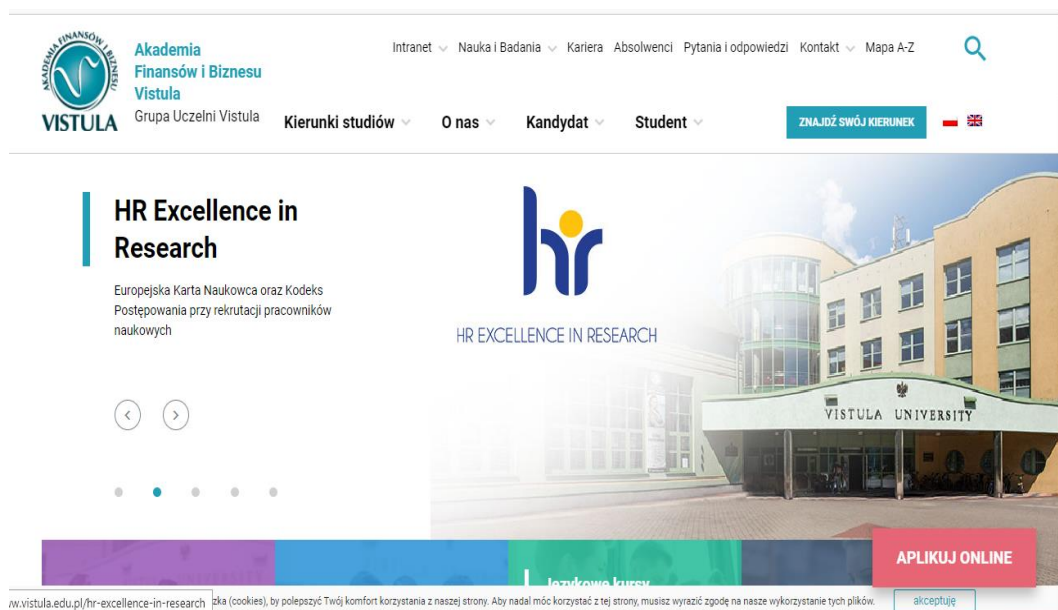 AKADEMIA FINANSÓW I BIZNESU
VISTULA
Akademia
Finansów i Biznesu
Vistula
Grupa Uczelni Vistula
Intranet Nauka i Badania Kariera Absolwenci Pytania i odpowiedzi Kontakt Mapa A-Z
Kierunki studiów O nas Kandydat Student
ZNAJDŹ SWÓJ KIERUNEK
HR Excellence in
Research
Europejska Karta Naukowca oraz Kodeks
Postępowania przy rekrutacji pracowników
naukowych
hr
HR EXCELLENCE IN RESEARCH
VISTULA UNIVERSITY
Językowe kursy
APLIKUJ ONLINE
w.vistula.edu.pl/hr-excellence-in-research
(cookies), by polepszyć Twój komfort korzystania z naszej strony. Aby nadal móc korzystać z tej strony, musisz wyrazić zgodę na nasze wykorzystanie tych plików.
akceptuję